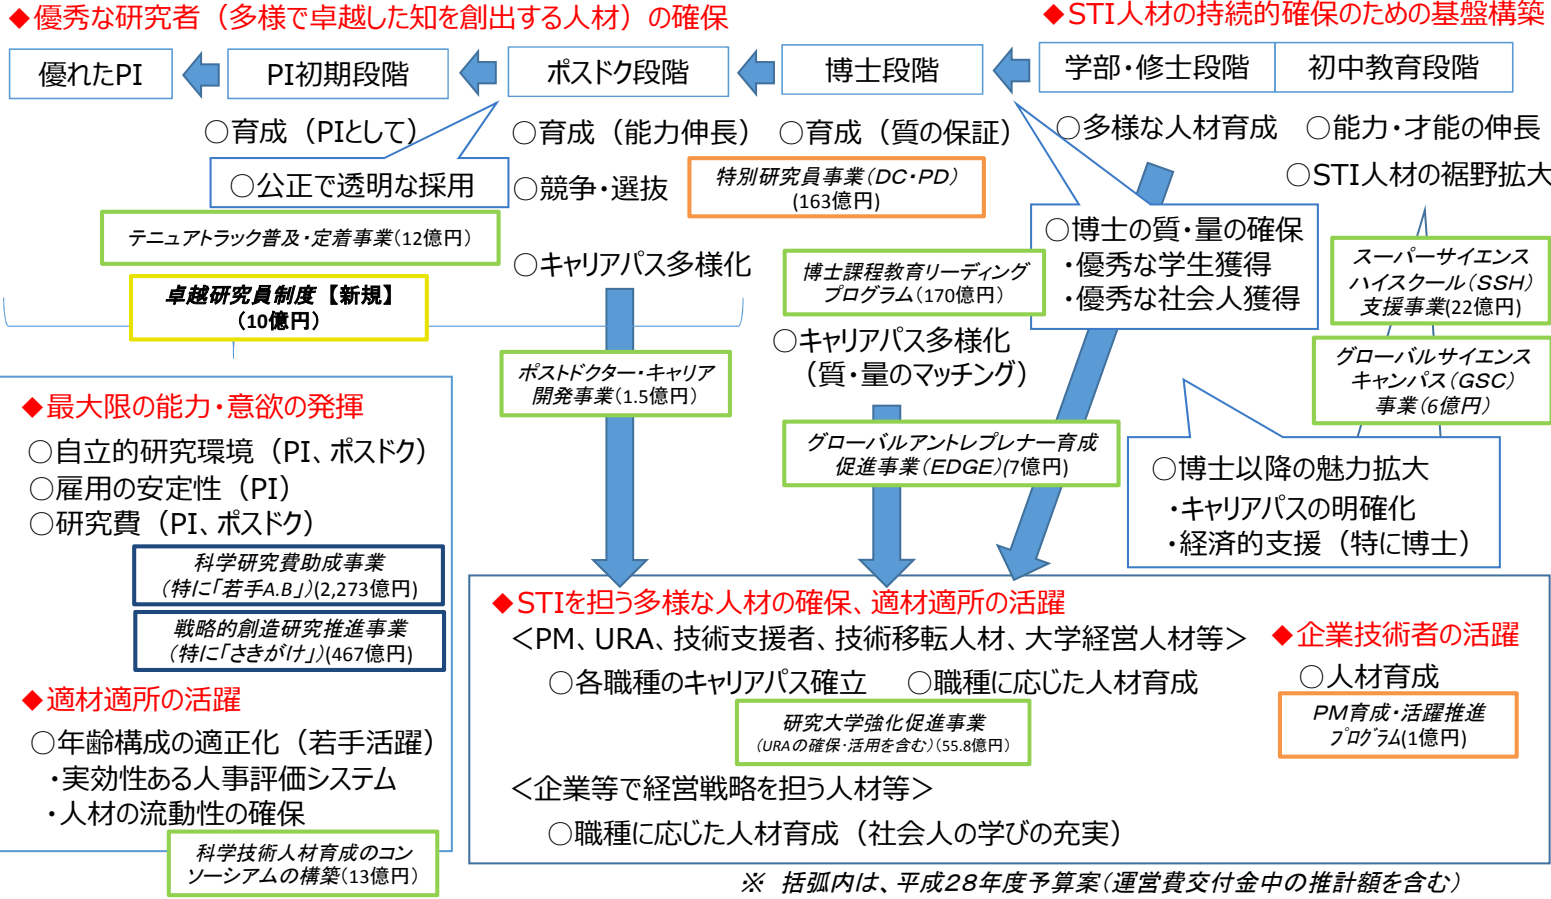 ◆優秀な研究者（多様で卓越した知を創出する人材）の確保
◆STI人材の持続的確保のための基盤構築
優れたPI
PI初期段階
ポスドク段階
博士段階
学部・修士段階
初中教育段階
○育成（PIとして）
○育成（能力伸長）
○育成（質の保証）
○多様な人材育成
○能力・才能の伸長
○公正で透明な採用
○競争・選抜
特別研究員事業（DC・PD）
（163億円）
○STI人材の裾野拡大
テニュアトラック普及・定着事業（12億円）
○キャリアパス多様化
博士課程教育リーディング
プログラム（170億円）
○博士の質・量の確保
・優秀な学生獲得
・優秀な社会人獲得
スーパーサイエンス
ハイスクール（SSH）
支援事業(22億円)
卓越研究員制度【新規】
（10億円）
○キャリアパス多様化
（質・量のマッチング）
グローバルサイエンス
キャンパス（GSC）
事業（6億円）
ポストドクター・キャリア
開発事業（1.5億円）
◆最大限の能力・意欲の発揮
○自立的研究環境（PI、ポスドク）
○雇用の安定性（PI）
○研究費（PI、ポスドク）
グローバルアントレプレナー育成
促進事業（EDGE）(7億円)
○博士以降の魅力拡大
・キャリアパスの明確化
・経済的支援（特に博士）
科学研究費助成事業
（特に「若手A.B」）(2,273億円)
戦略的創造研究推進事業
（特に「さきがけ」）(467億円)
◆STIを担う多様な人材の確保、適材適所の活躍
＜PM、URA、技術支援者、技術移転人材、大学経営人材等＞
○各職種のキャリアパス確立
○職種に応じた人材育成
研究大学強化促進事業
（URAの確保・活用を含む）（55.8億円）
◆企業技術者の活躍
○人材育成
PM育成・活躍推進
プログラム(1億円)
◆適材適所の活躍
○年齢構成の適正化（若手活躍）
・実効性ある人事評価システム
・人材の流動性の確保
＜企業等で経営戦略を担う人材等＞
○職種に応じた人材育成（社会人の学びの充実）
科学技術人材育成のコン
ソーシアムの構築（13億円）
※　括弧内は、平成28年度予算案（運営費交付金中の推計額を含む）